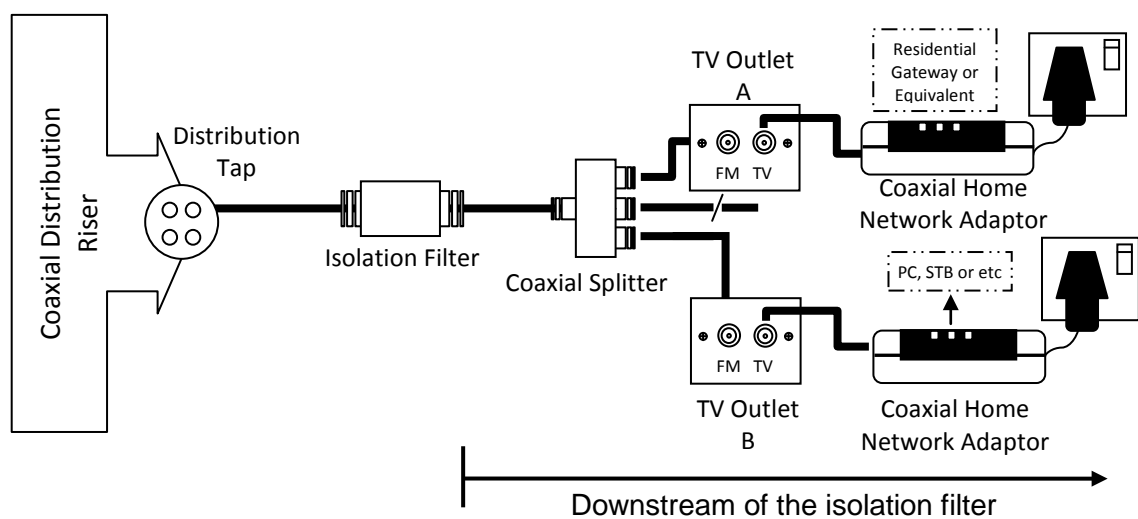 Coaxial Distribution
Riser
Distribution
Tap
Isolation Filter
Coaxial Splitter
TV Outlet
A
FM TV
Residential
Gateway or
Equivalent
Coaxial Home
Network Adaptor
PC, STB or etc
FM TV
TV Outlet
B
Coaxial Home
Network Adaptor
Downstream of the isolation filter